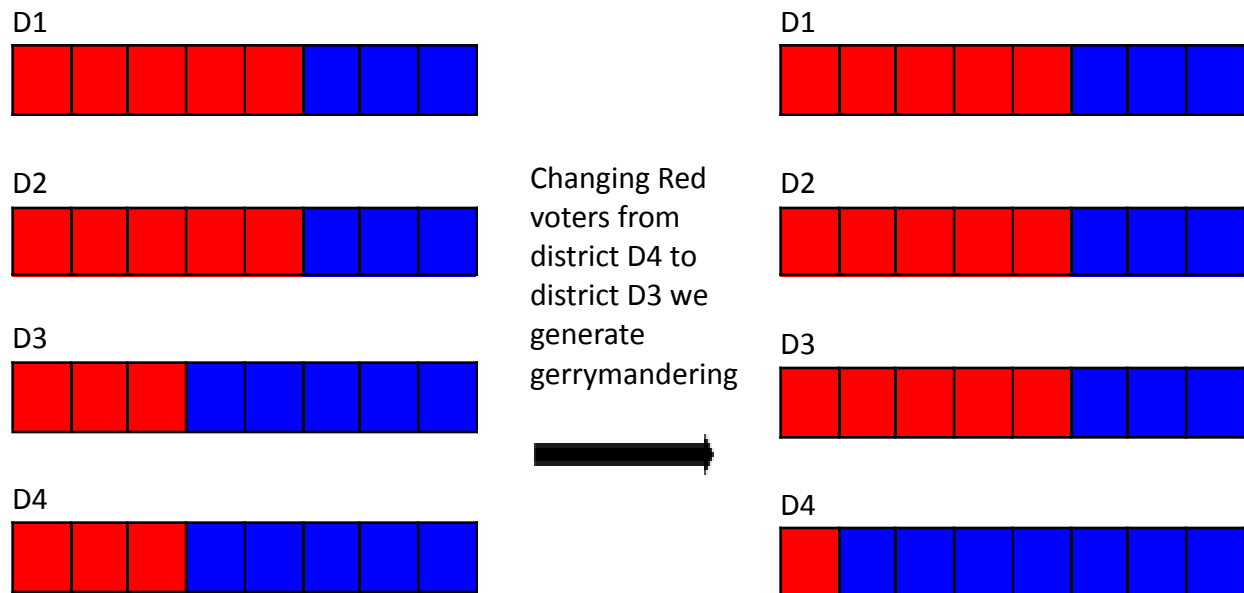 D1
D2
D3
D4
Changing Red
voters from
district D4 to
district D3 we
generate
gerrymandering
D1
D2
D3
D4